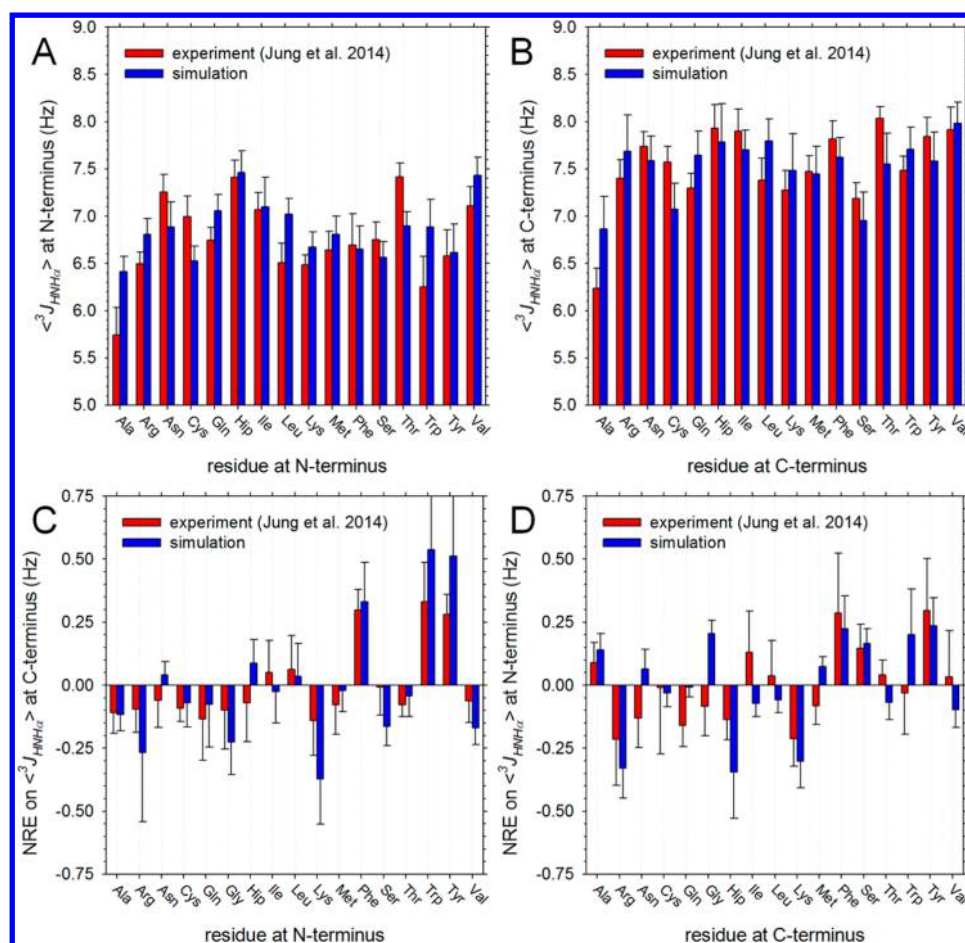 A
experiment (Jung et al. 2014)
simulation
<³J_HNHα> at N-terminus (Hz)
9.0
8.5
8.0
7.5
7.0
6.5
6.0
5.5
5.0
Ala Arg Asn Cys Gln Hip Ile Leu Lys Met Phe Ser Thr Trp Tyr Val
residue at N-terminus
B
experiment (Jung et al. 2014)
simulation
<³J_HNHα> at C-terminus (Hz)
9.0
8.5
8.0
7.5
7.0
6.5
6.0
5.5
5.0
Ala Arg Asn Cys Gln Hip Ile Leu Lys Met Phe Ser Thr Trp Tyr Val
residue at C-terminus
C
experiment (Jung et al. 2014)
simulation
NRE on <³J_HNHα> at C-terminus (Hz)
0.75
0.50
0.25
0.00
-0.25
-0.50
-0.75
Ala Arg Asn Cys Gln Gly Hip Ile Leu Lys Met Phe Ser Thr Trp Tyr Val
residue at N-terminus
D
experiment (Jung et al. 2014)
simulation
NRE on <³J_HNHα> at N-terminus (Hz)
0.75
0.50
0.25
0.00
-0.25
-0.50
-0.75
Ala Arg Asn Cys Gln Gly Hip Ile Leu Lys Met Phe Ser Thr Trp Tyr Val
residue at C-terminus